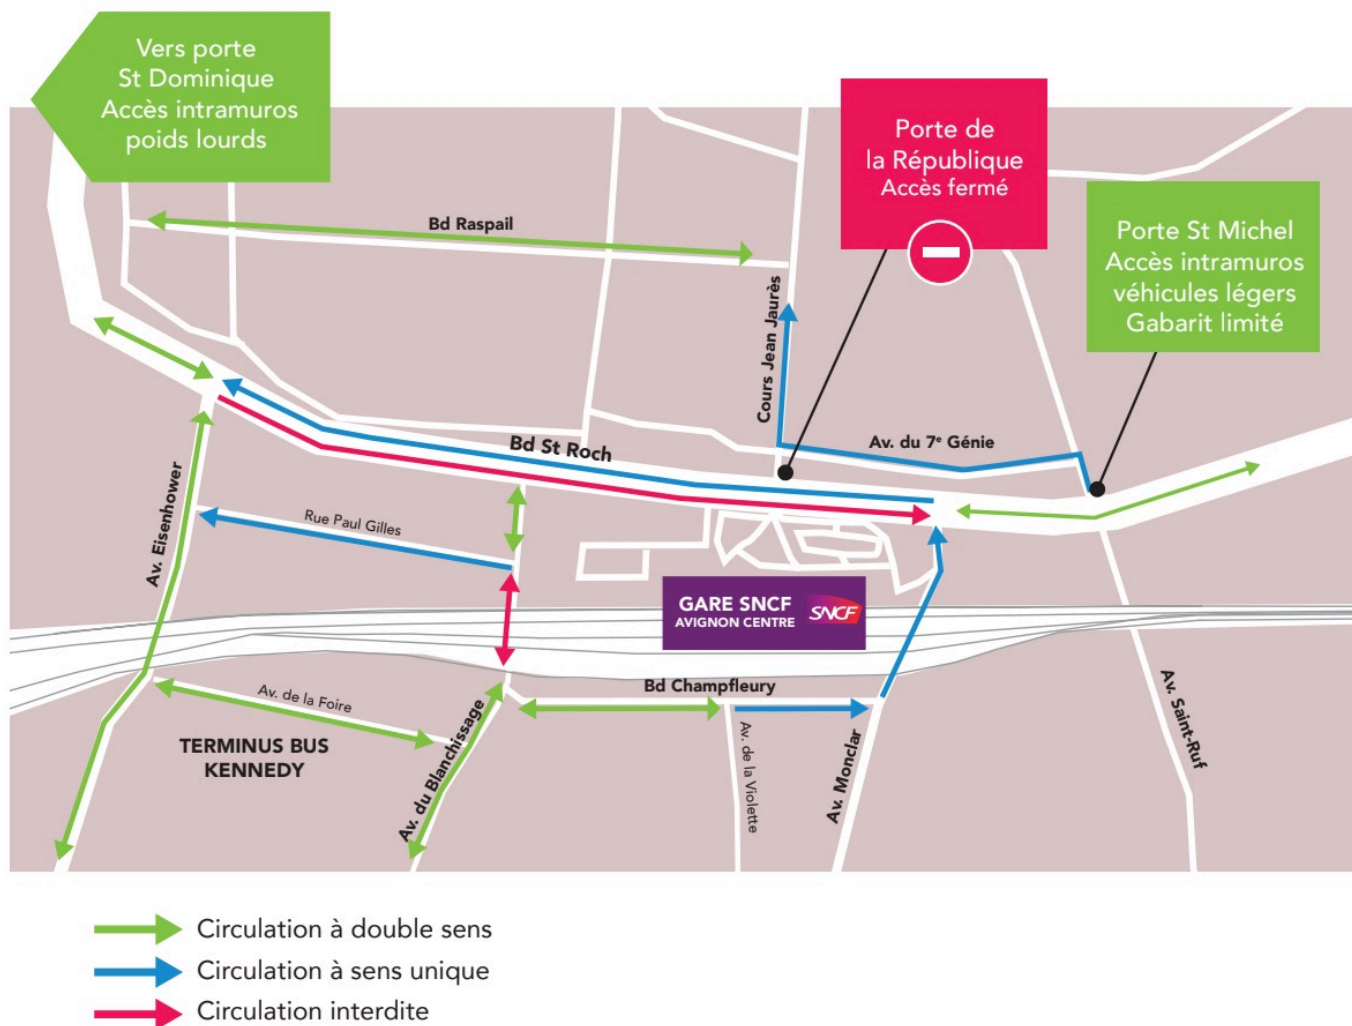 Vers porte
St Dominique
Accès intramuros
poids lourds
Porte de
la République
Accès fermé
Porte St Michel
Accès intramuros
véhicules légers
Gabarit limité
Bd Raspail
Cours Jean Jaurès
Av. du 7e Génie
Bd St Roch
Rue Paul Gilles
Av. Eisenhower
GARE SNCF
AVIGNON CENTRE
SNCF
Bd Champfleury
Av. de la Foire
TERMINUS BUS
KENNEDY
Av. du Blanchissage
Av. de la Violette
Av. Monclar
Av. Saint-Ruf
Circulation à double sens
Circulation à sens unique
Circulation interdite